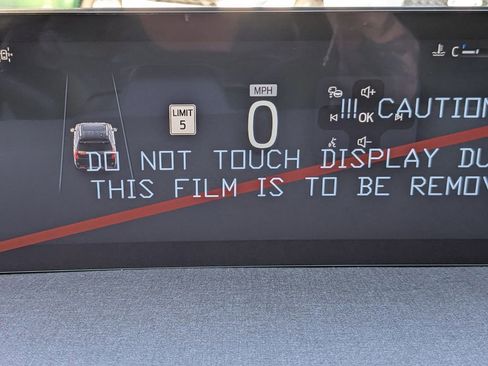 C
MPH
LIMIT
5
0
!!! CAUTION
OK
DO NOT TOUCH DISPLAY DU
THIS FILM IS TO BE REMOV